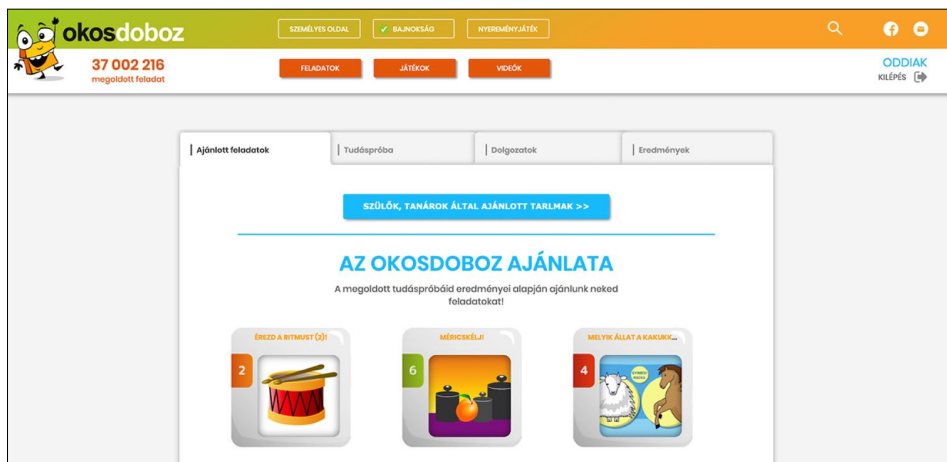 okosdoboz
SZEMÉLYES OLDAL
BAJNOKSÁG
NYEREMÉNYJÁTÉK
37 002 216
megoldott feladat
FELADATOK
JÁTÉKOK
VIDEÓK
ODDIAK
KILÉPÉS
Ajánlott feladatok
Tudáspróba
Dolgozatok
Eredmények
SZÜLŐK, TANÁROK ÁLTAL AJÁNLOTT TARLMAK >>
AZ OKOSDOBOZ AJÁNLATA
A megoldott tudáspróbáid eredményei alapján ajánlunk neked
feladatokat!
ÉREZD A RITMUST (2)!
2
MÉRICSKÉLJ!
6
MELYIK ÁLLAT A KAKUKK...
4